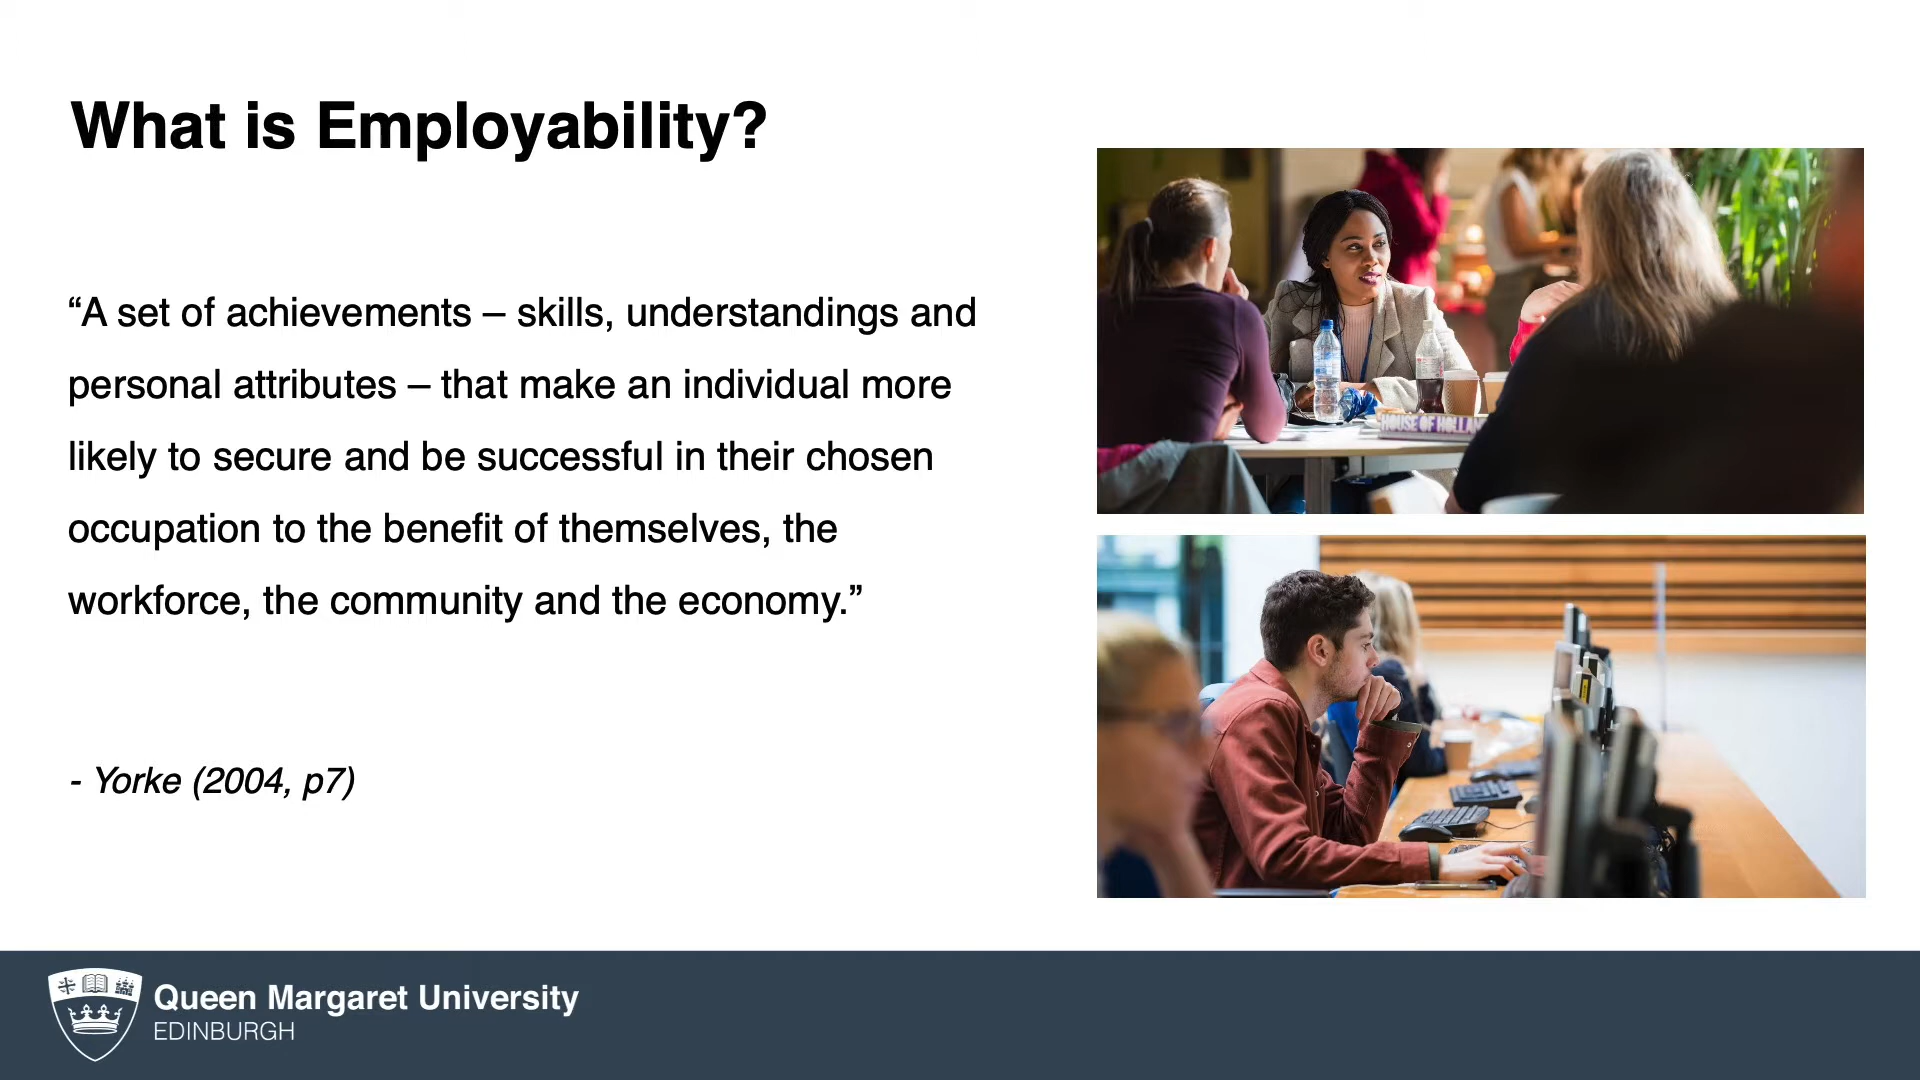 What is Employability?
“A set of achievements – skills, understandings and
personal attributes – that make an individual more
likely to secure and be successful in their chosen
occupation to the benefit of themselves, the
workforce, the community and the economy.”
- Yorke (2004, p7)
HOUSE OF
Queen Margaret University
EDINBURGH